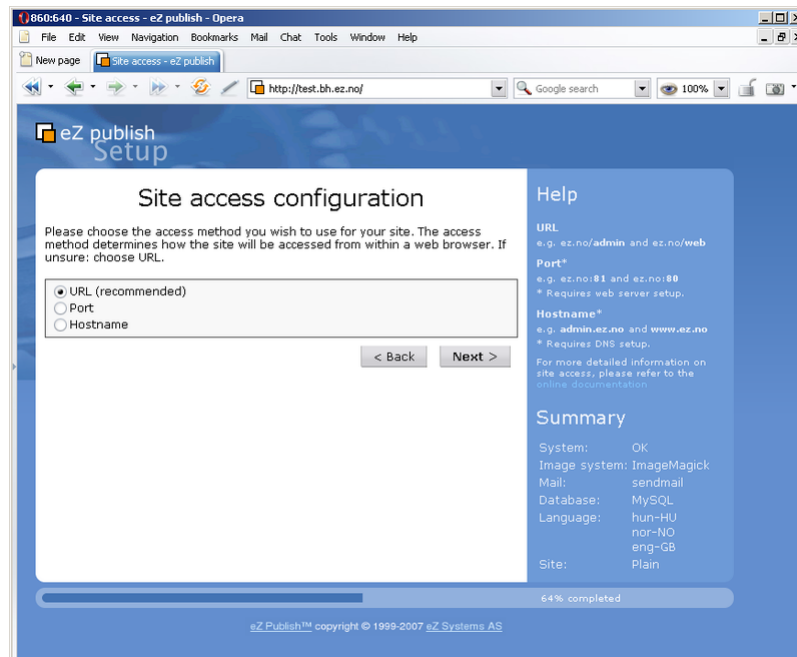 860:640 - Site access - eZ publish - Opera
File Edit View Navigation Bookmarks Mail Chat Tools Window Help
New page Site access - eZ publish
http://test.bh.ez.no/ Google search 100%
eZ publish
Setup
Site access configuration
Please choose the access method you wish to use for your site. The access
method determines how the site will be accessed from within a web browser. If
unsure: choose URL.
URL (recommended)
Port
Hostname
< Back Next >
Help
URL
e.g. ez.no/admin and ez.no/web
Port*
e.g. ez.no:81 and ez.no:80
* Requires web server setup.
Hostname*
e.g. admin.ez.no and www.ez.no
* Requires DNS setup.
For more detailed information on
site access, please refer to the
online documentation
Summary
System: OK
Image system: ImageMagick
Mail: sendmail
Database: MySQL
Language: hun-HU
nor-NO
eng-GB
Site: Plain
64% completed
eZ Publish™ copyright © 1999-2007 eZ Systems AS